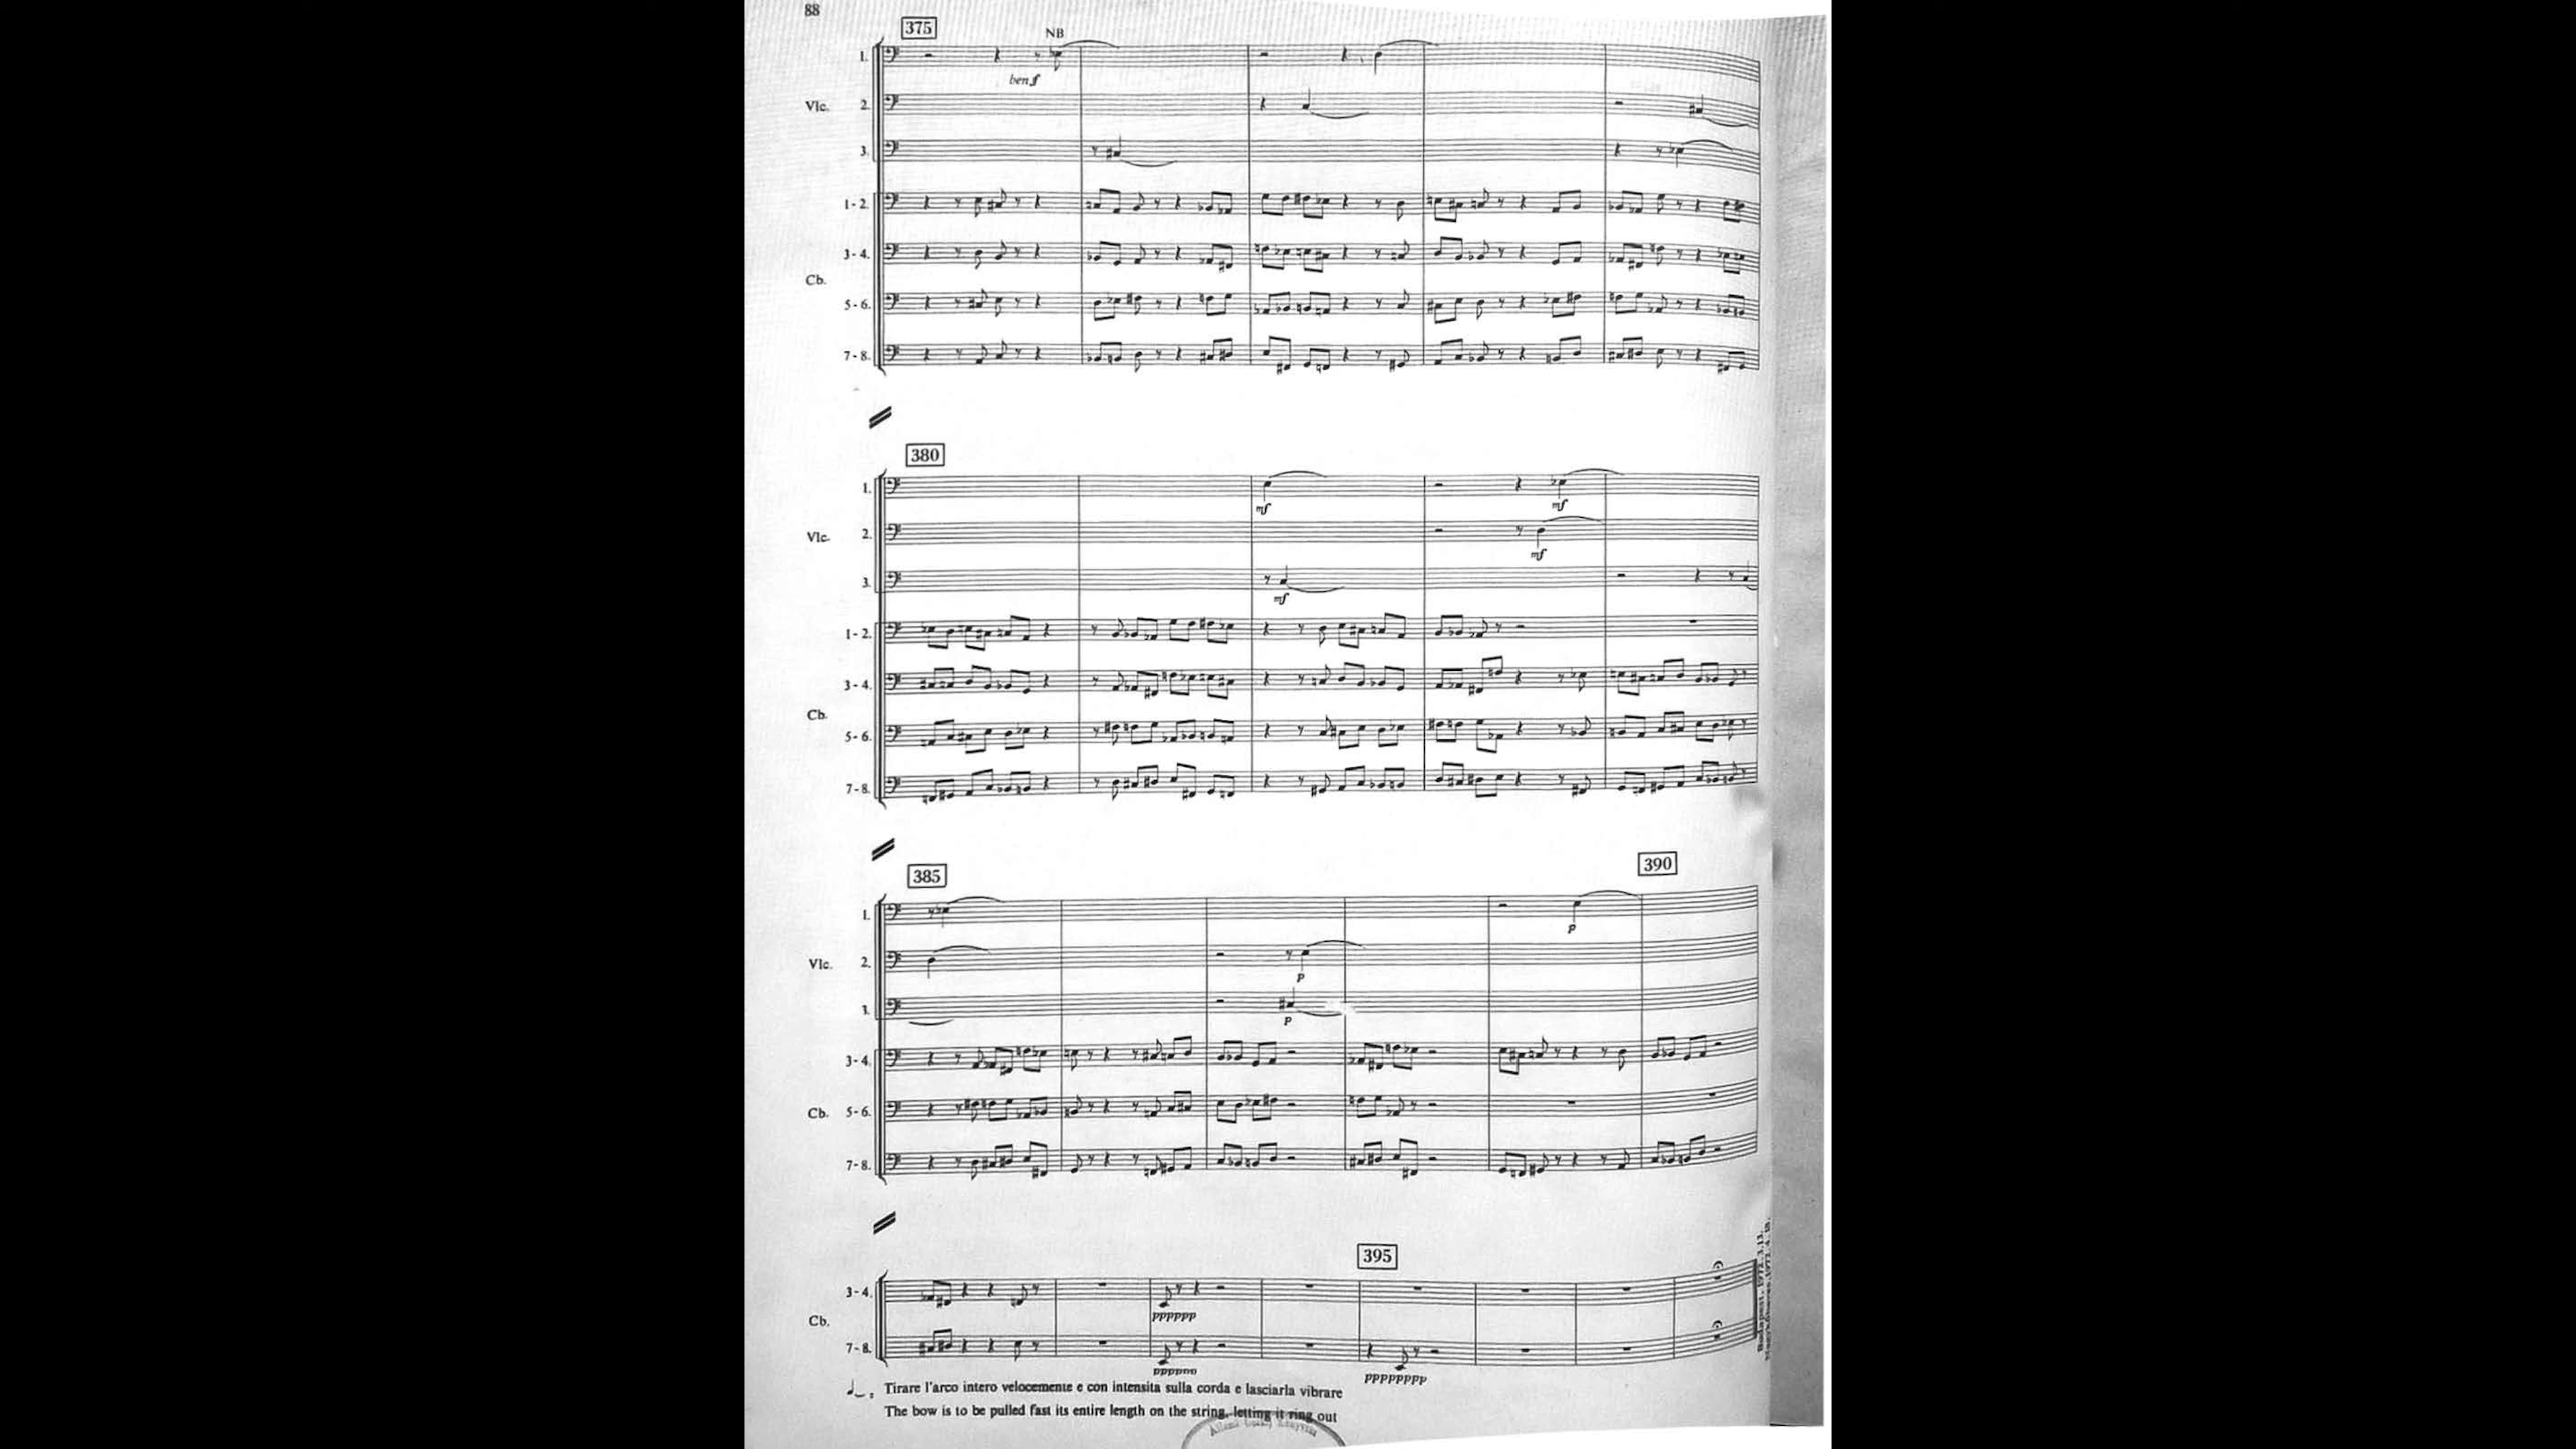 88
375
NB
1.
ben f
Vlc. 2.
3.
1-2.
3-4.
Cb.
5-6.
7-8.
380
1.
mf mf
Vlc. 2.
mf
3.
mf
1-2.
3-4.
Cb.
5-6.
7-8.
385 390
1.
p
Vlc. 2.
p
3.
p
3-4.
Cb. 5-6.
7-8.
395
3-4.
pppppp
Cb.
7-8.
pppppp
pppppppp
Tirare l'arco intero velocemente e con intensita sulla corda e lasciarla vibrare
The bow is to be pulled fast its entire length on the string, letting it ring out